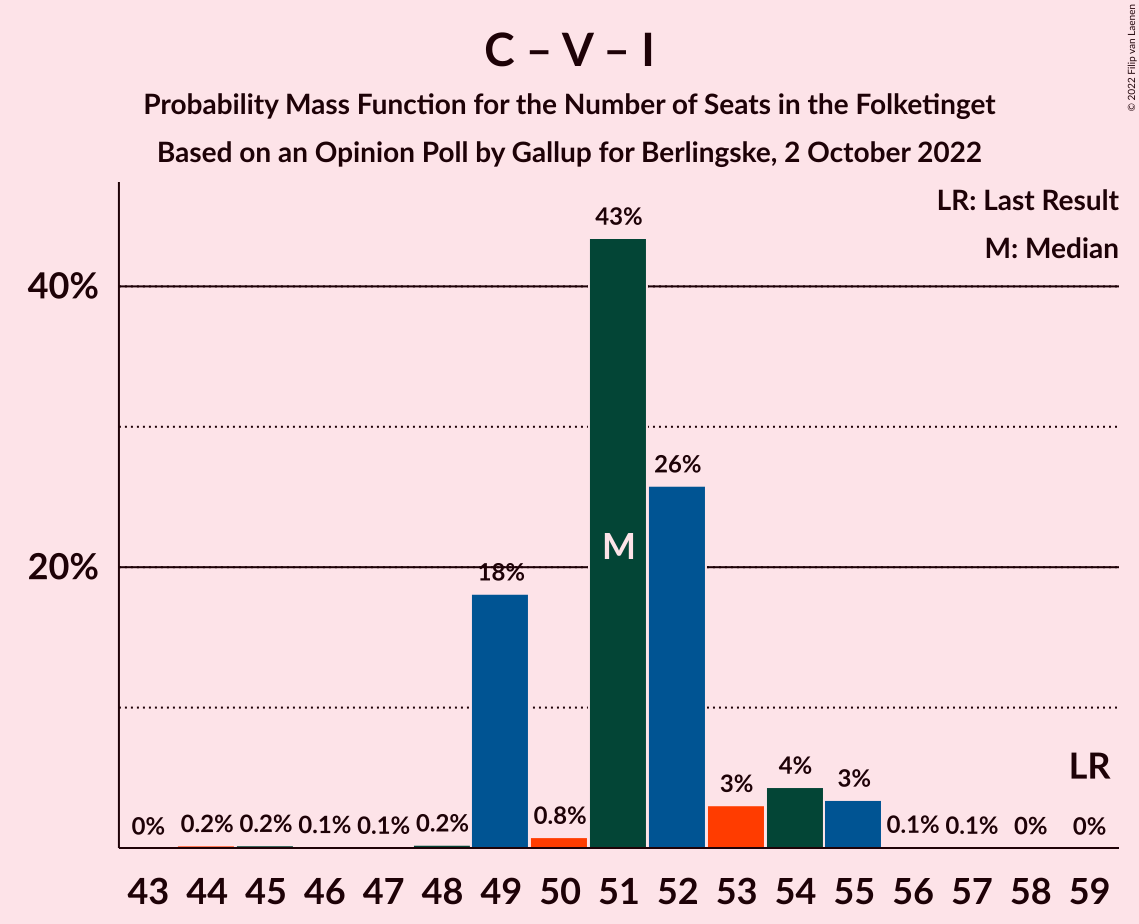 C – V – I
Probability Mass Function for the Number of Seats in the Folketinget
Based on an Opinion Poll by Gallup for Berlingske, 2 October 2022
© 2022 Filip van Laenen
LR: Last Result
M: Median
40%
20%
0%
0.2%
0.2%
0.1%
0.1%
0.2%
18%
0.8%
43%
M
26%
3%
4%
3%
0.1%
0.1%
0%
0%
LR
43 44 45 46 47 48 49 50 51 52 53 54 55 56 57 58 59